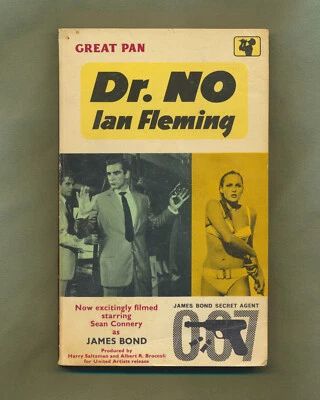 GREAT PAN
Dr. NO
Ian Fleming
Now excitingly filmed
starring
Sean Connery
as
JAMES BOND
Produced by
Harry Saltzman and Albert R. Broccoli
for United Artists release
JAMES BOND SECRET AGENT
007